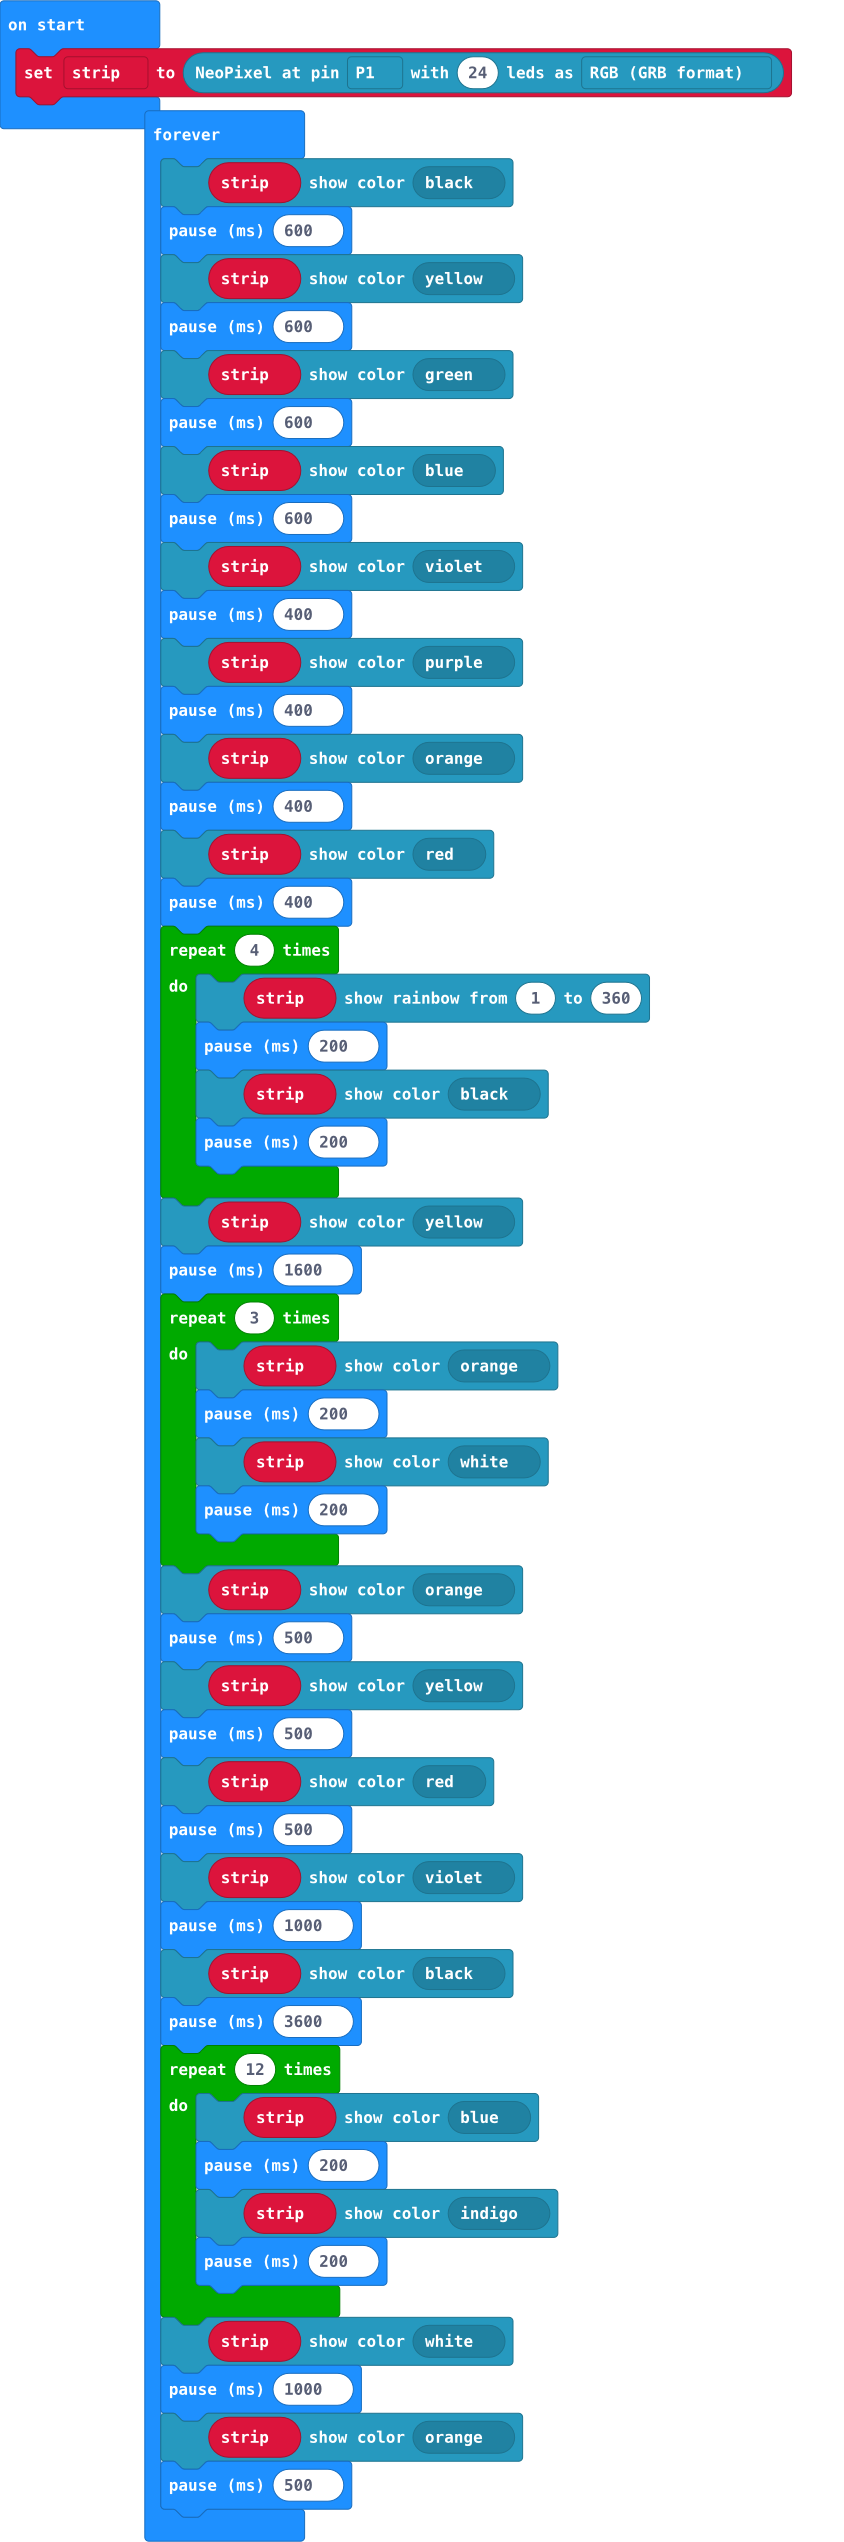 on start
set strip to NeoPixel at pin P1 with 24 leds as RGB (GRB format)
forever
strip show color black
pause (ms) 600
strip show color yellow
pause (ms) 600
strip show color green
pause (ms) 600
strip show color blue
pause (ms) 600
strip show color violet
pause (ms) 400
strip show color purple
pause (ms) 400
strip show color orange
pause (ms) 400
strip show color red
pause (ms) 400
repeat 4 times
do
strip show rainbow from 1 to 360
pause (ms) 200
strip show color black
pause (ms) 200
strip show color yellow
pause (ms) 1600
repeat 3 times
do
strip show color orange
pause (ms) 200
strip show color white
pause (ms) 200
strip show color orange
pause (ms) 500
strip show color yellow
pause (ms) 500
strip show color red
pause (ms) 500
strip show color violet
pause (ms) 1000
strip show color black
pause (ms) 3600
repeat 12 times
do
strip show color blue
pause (ms) 200
strip show color indigo
pause (ms) 200
strip show color white
pause (ms) 1000
strip show color orange
pause (ms) 500